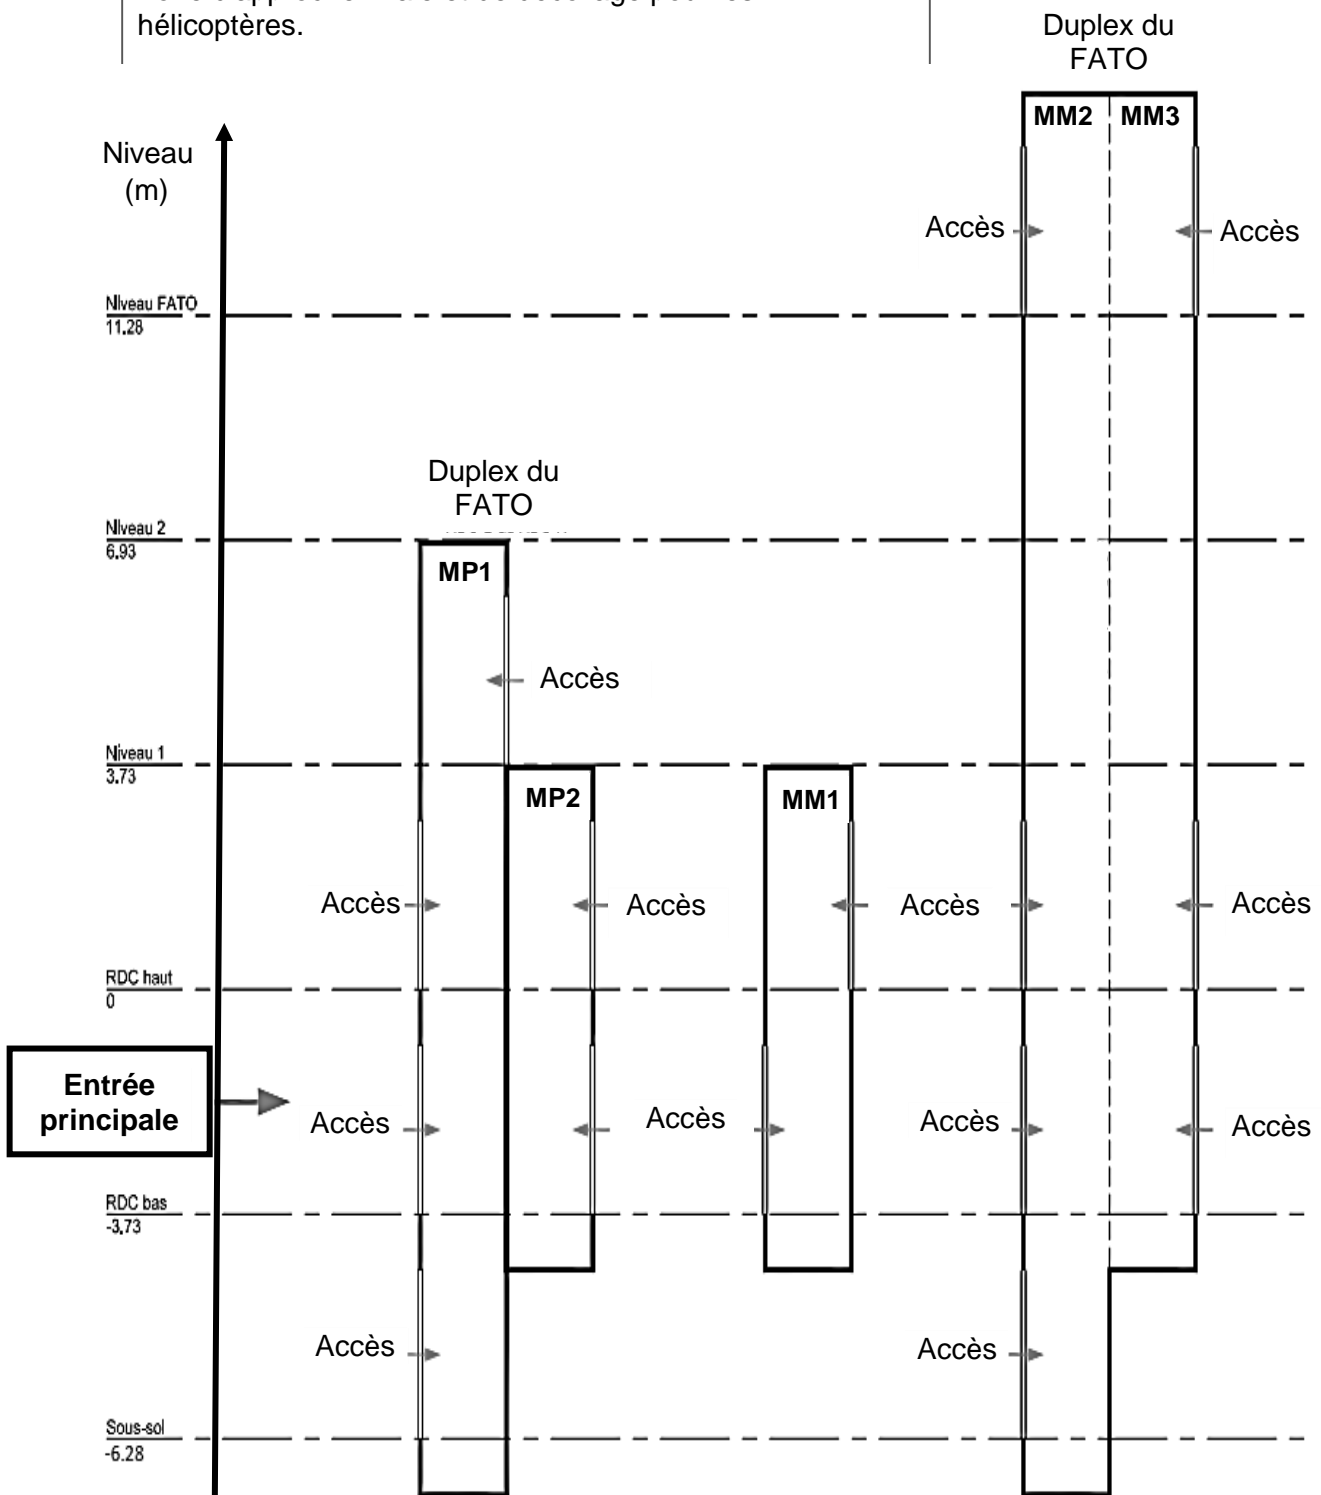 hélicoptères.
Duplex du
FATO
MM2 MM3
Niveau
(m)
Accès Accès
Niveau FATO
11.28
Duplex du
FATO
Niveau 2
6.93
MP1
Accès
Niveau 1
3.73
MP2 MM1
Accès Accès Accès Accès
RDC haut
0
Entrée
principale
Accès Accès Accès Accès
RDC bas
-3.73
Accès Accès
Sous-sol
-6.28